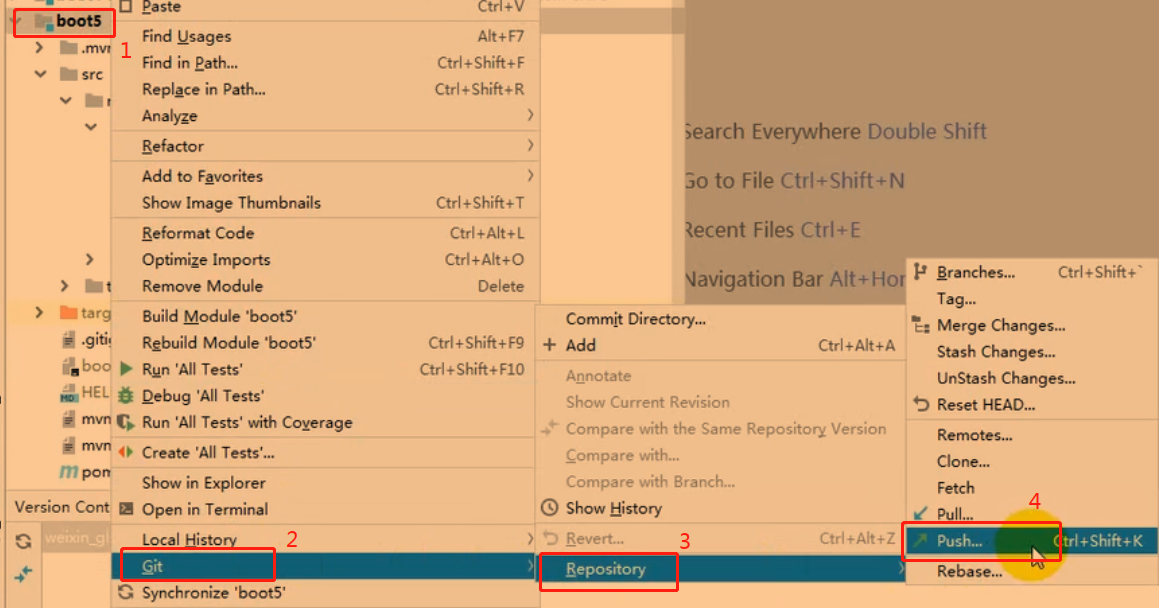 Paste Ctrl+V
boot5
1
Find Usages Alt+F7
.mvn
Find in Path... Ctrl+Shift+F
src
Replace in Path... Ctrl+Shift+R
Analyze
Refactor
Add to Favorites
Show Image Thumbnails Ctrl+Shift+T
Reformat Code Ctrl+Alt+L
Optimize Imports Ctrl+Alt+O
Remove Module Delete
Build Module 'boot5'
targ
Rebuild Module 'boot5' Ctrl+Shift+F9
.giti
Run 'All Tests' Ctrl+Shift+F10
boo
Debug 'All Tests'
HEL
Run 'All Tests' with Coverage
mvn
Create 'All Tests'...
mvn
pom
Show in Explorer
Open in Terminal
Version Cont
Local History
2
weixin_gl
Git
Synchronize 'boot5'
Search Everywhere Double Shift
Go to File Ctrl+Shift+N
Recent Files Ctrl+E
Navigation Bar Alt+Hor
Commit Directory...
Add Ctrl+Alt+A
Annotate
Show Current Revision
Compare with the Same Repository Version
Compare with...
Compare with Branch...
Show History
Revert... Ctrl+Alt+Z
3
Repository
Branches... Ctrl+Shift+`
Tag...
Merge Changes...
Stash Changes...
UnStash Changes...
Reset HEAD...
Remotes...
Clone...
Fetch
4
Pull...
Push... Ctrl+Shift+K
Rebase...